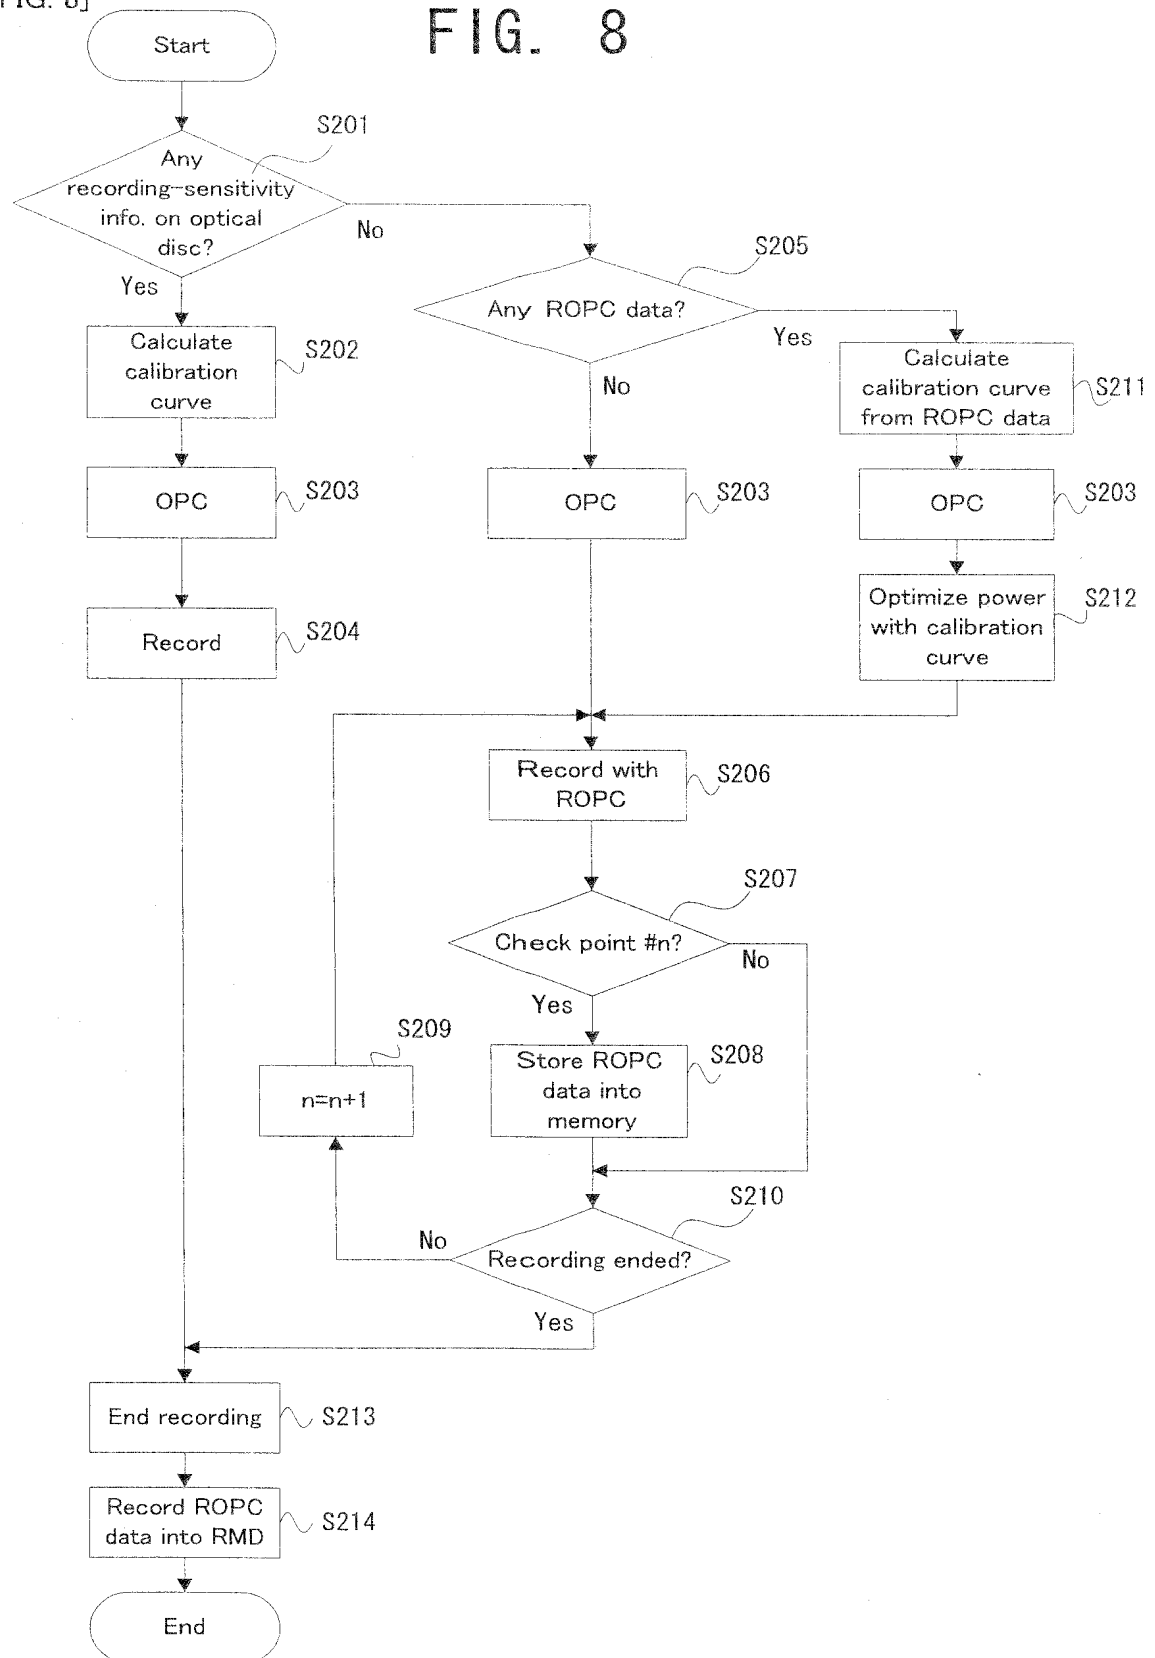 FIG. 8]
FIG. 8
Start
S201
Any
recording-sensitivity
info. on optical
disc?
No
Yes
S205
Any ROPC data?
Yes
No
Calculate
calibration
curve
S202
Calculate
calibration curve
from ROPC data
S211
OPC
S203
OPC
S203
OPC
S203
Optimize power
with calibration
curve
S212
Record
S204
Record with
ROPC
S206
S207
Check point #n?
No
Yes
S209
n=n+1
Store ROPC
data into
memory
S208
S210
Recording ended?
No
Yes
End recording
S213
Record ROPC
data into RMD
S214
End